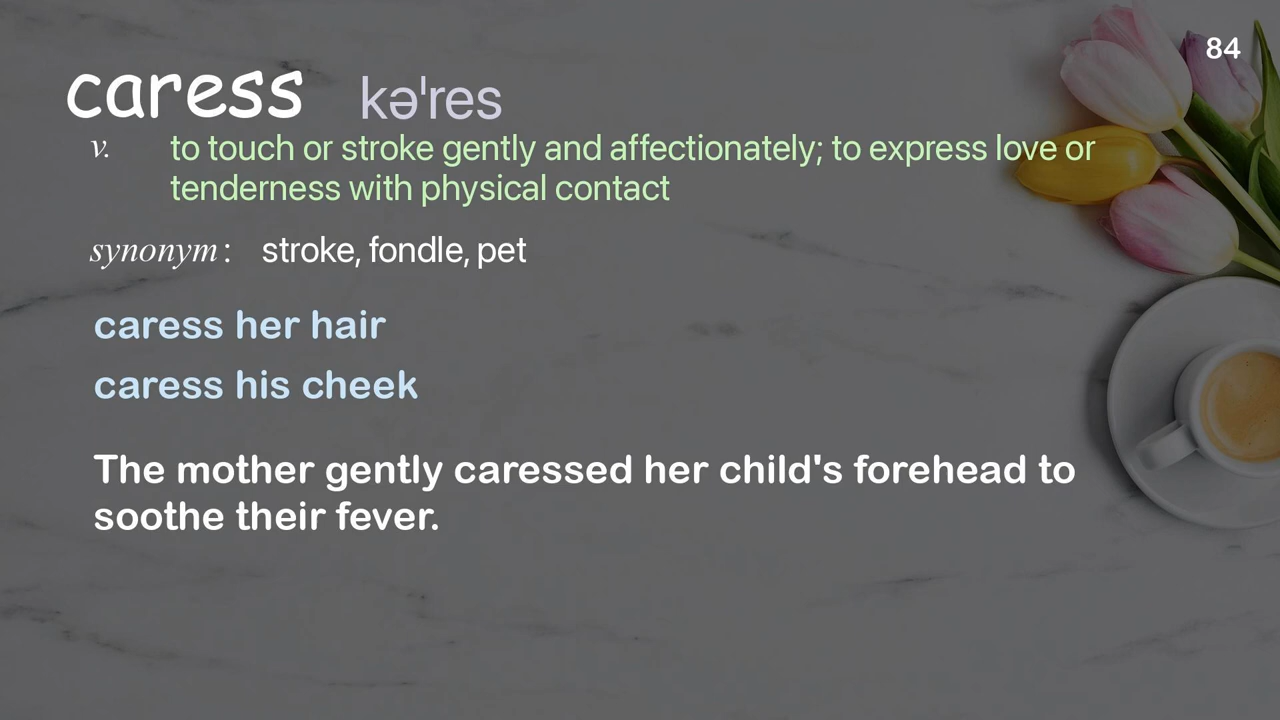 84
caress kəˈres
v. to touch or stroke gently and affectionately; to express love or
tenderness with physical contact
synonym: stroke, fondle, pet
caress her hair
caress his cheek
The mother gently caressed her child's forehead to
soothe their fever.